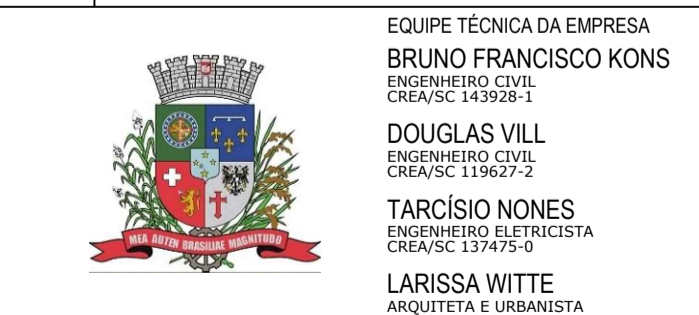 EQUIPE TÉCNICA DA EMPRESA
BRUNO FRANCISCO KONS
ENGENHEIRO CIVIL
CREA/SC 143928-1
DOUGLAS VILL
ENGENHEIRO CIVIL
CREA/SC 119627-2
TARCÍSIO NONES
ENGENHEIRO ELETRICISTA
CREA/SC 137475-0
LARISSA WITTE
ARQUITETA E URBANISTA
MEA AUTEN BRASILIAE MAGNITUDO